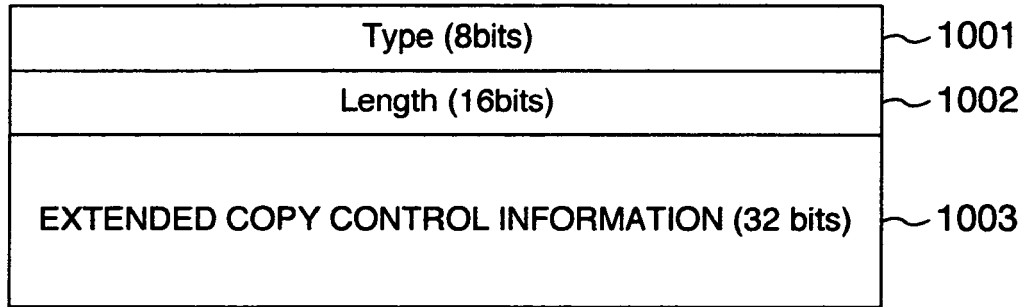 Type (8bits) 1001
Length (16bits) 1002
EXTENDED COPY CONTROL INFORMATION (32 bits) 1003